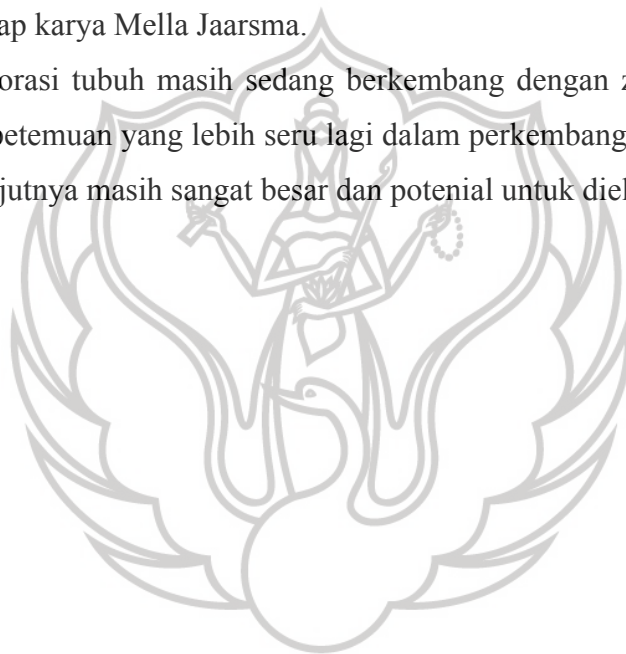 ap karya Mella Jaarsma.
orasi tubuh masih sedang berkembang dengan z
petemuan yang lebih seru lagi dalam perkembang
jutnya masih sangat besar dan potenial untuk diel